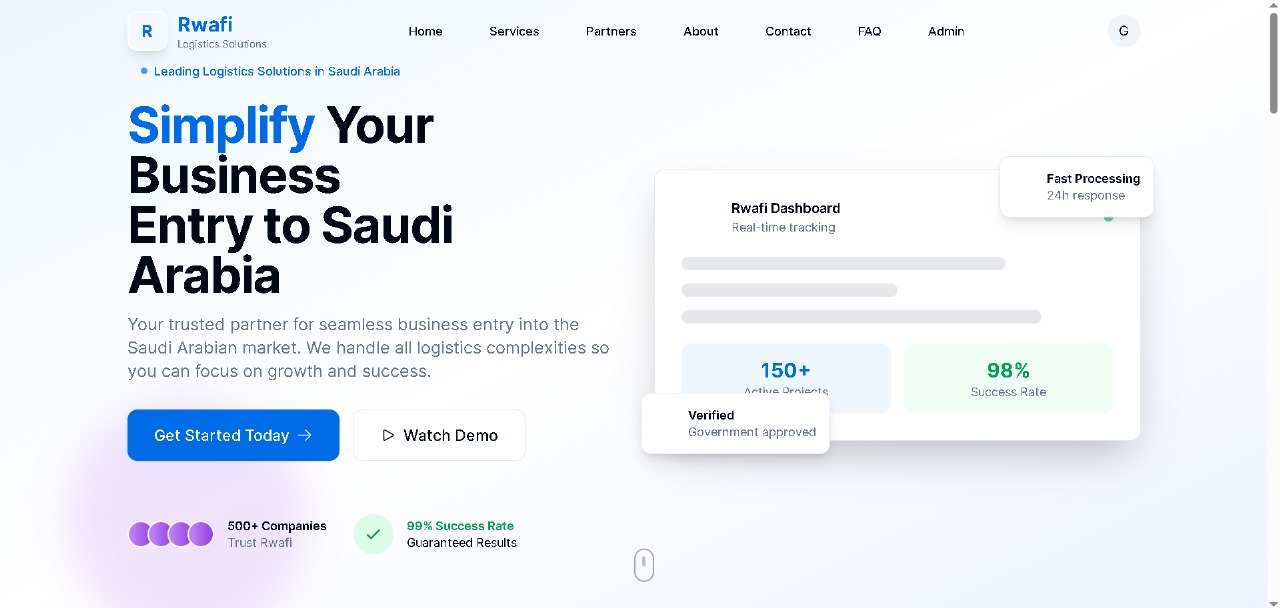 R
Rwafi
Logistics Solutions
Home
Services
Partners
About
Contact
FAQ
Admin
G
Leading Logistics Solutions in Saudi Arabia
Simplify Your
Business
Entry to Saudi
Arabia
Your trusted partner for seamless business entry into the
Saudi Arabian market. We handle all logistics complexities so
you can focus on growth and success.
Get Started Today
Watch Demo
500+ Companies
Trust Rwafi
99% Success Rate
Guaranteed Results
Fast Processing
24h response
Rwafi Dashboard
Real-time tracking
150+
Active Projects
98%
Success Rate
Verified
Government approved